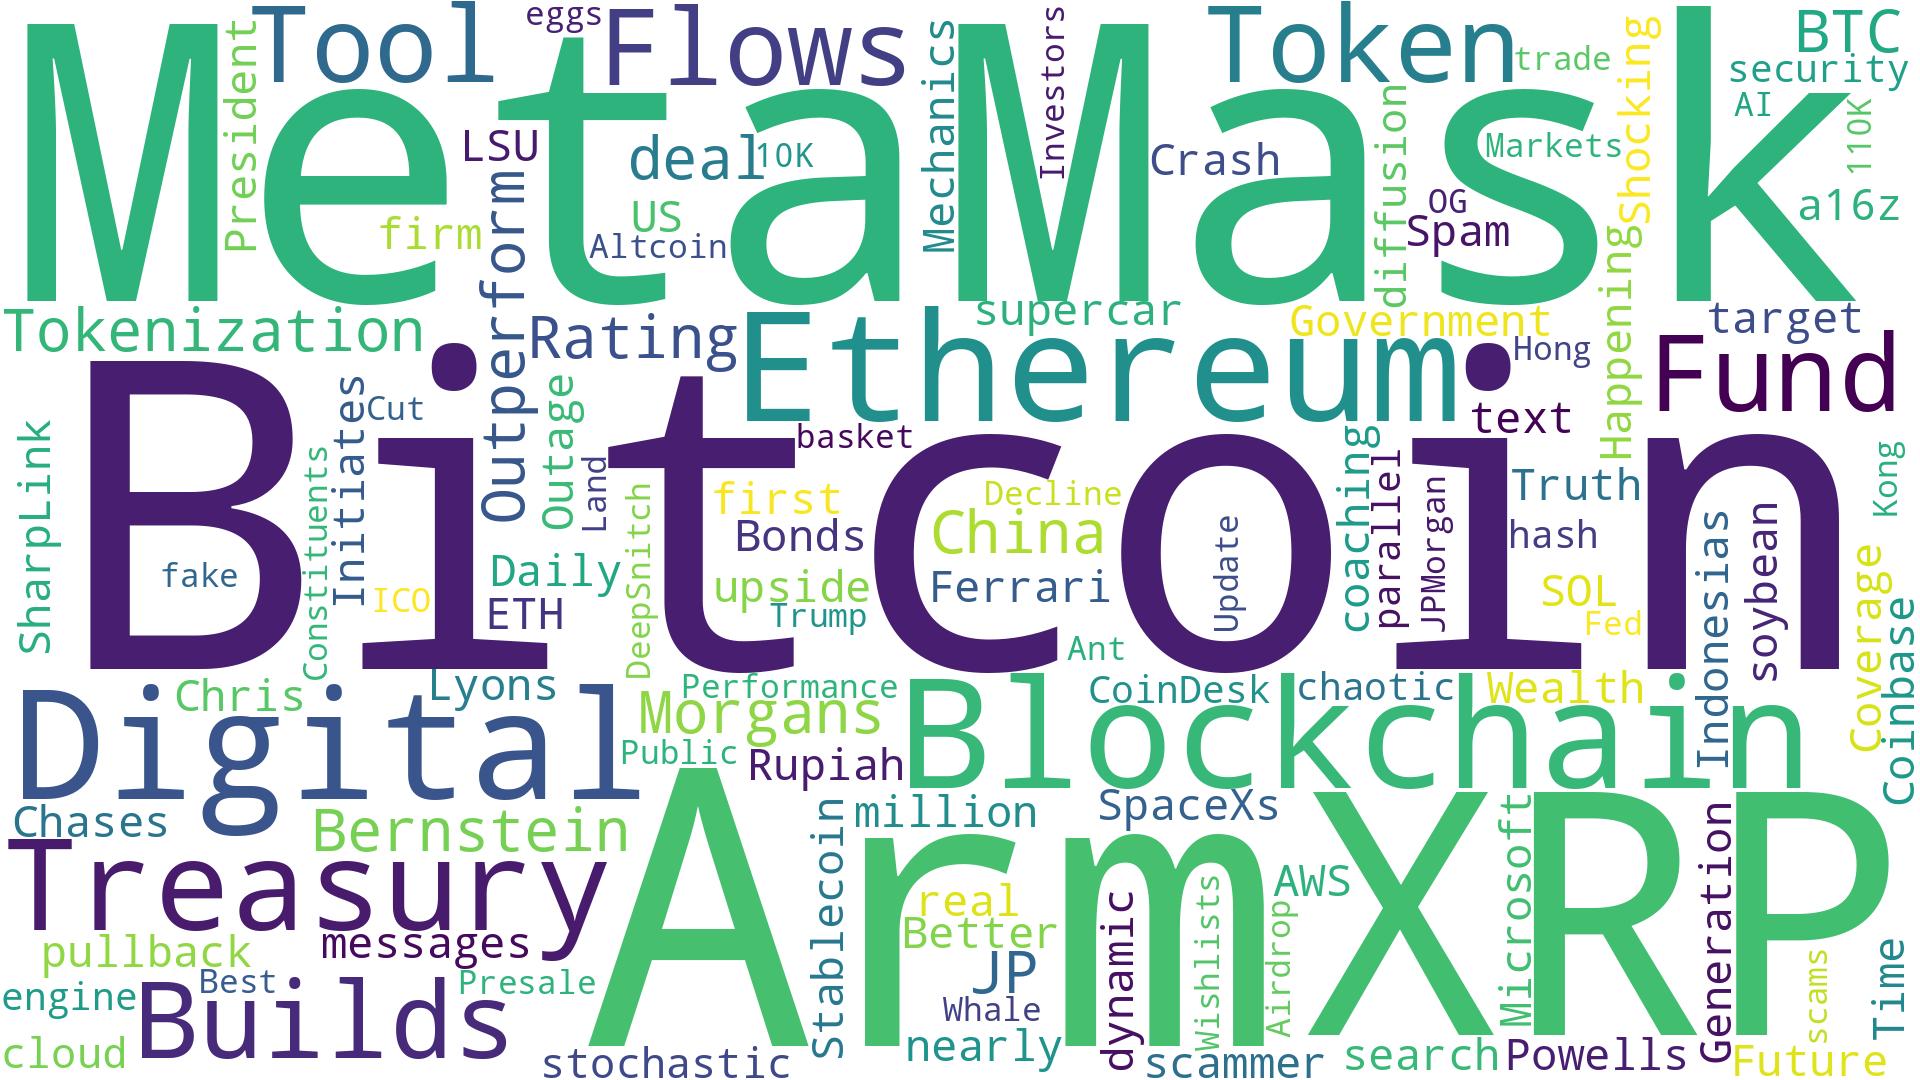 MetaMask
Bitcoin
Arm
XRP
Ethereum
Blockchain
Digital
Treasury
Builds
Fund
Token
Flows
Tool
eggs
President
LSU
deal
10K
firm
US
Altcoin
Mechanics
Investors
Crash
trade
Markets
diffusion
OG
Spam
Shocking
Happenings
BTC
security
AI
110K
a16z
Tokenization
Outperform
Rating
supercar
Government
Hong
target
SharpLink
Cut
Initiates
Constituents
fake
ICO
Outage
Land
Daily
ETH
DeepSnitch
basket
first
Bonds
upside
Trump
Decline
China
Ferrari
Ant
Update
coaching
parallel
JPMorgan
text
Truth
hash
SOL
Fed
Indonesias
soybean
Kong
Coverage
Coinbase
Chris
Lyons
Performance
Morgans
Public
Rupiah
CoinDesk
chaotic
Wealth
Chases
Bernstein
million
SpaceXs
Stablecoin
pullback
messages
Best
Presale
engine
cloud
stochastic
real
Better
JP
Whale
nearly
dynamic
Wishlists
Airdrop
AWS
scammer
search
Microsoft
Powells
Generation
scams
Time
Future